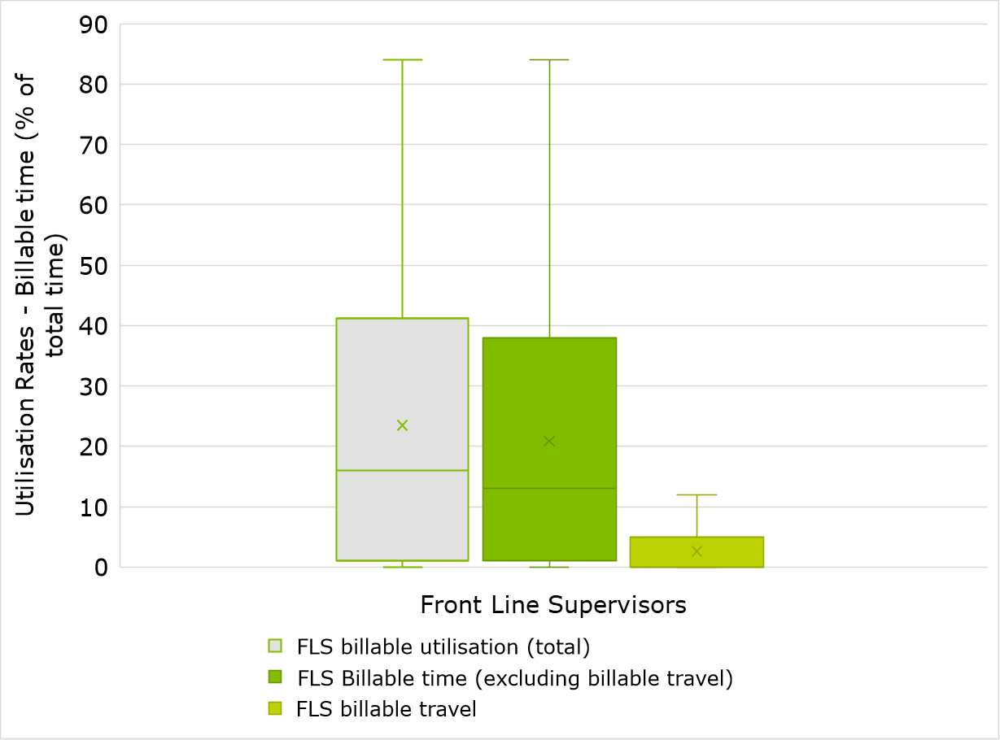 Utilisation Rates - Billable time (% of
total time)
90
80
70
60
50
40
30
20
10
0
Front Line Supervisors
FLS billable utilisation (total)
FLS Billable time (excluding billable travel)
FLS billable travel